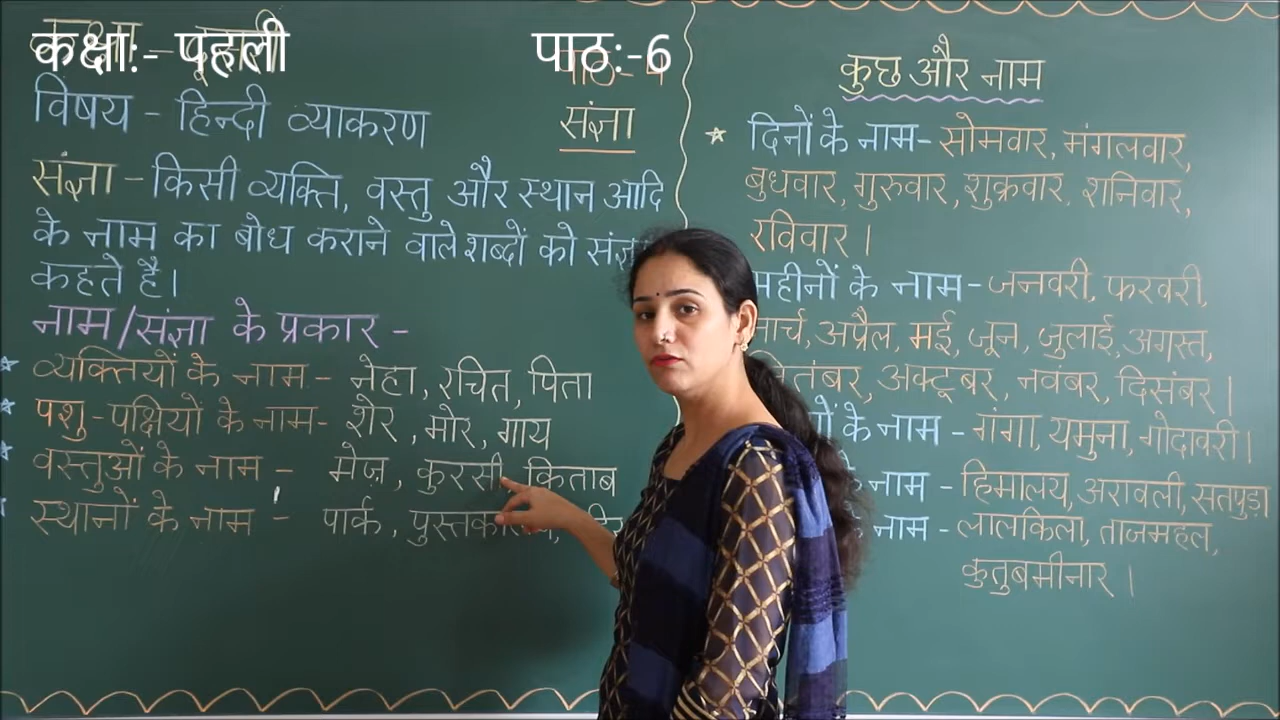 कक्षा:- पहली
पाठ:-6
विषय - हिन्दी व्याकरण
संज्ञा
संज्ञा - किसी व्यक्ति, वस्तु और स्थान आदि
के नाम का बोध कराने वाले शब्दों को
कहते है।
नाम/संज्ञा के प्रकार -
व्यक्तियों के नाम - नेहा, रचित, पिता
पशु-पक्षियों के नाम- शेर, मोर, गाय
वस्तुओं के नाम - मेज़, कुरसी, किताब
स्थानों के नाम - पार्क,
कुछ और नाम
दिनों के नाम- सोमवार, मंगलवार,
बुधवार, गुरुवार, शुक्रवार, शनिवार,
रविवार।
महीनों के नाम- जनवरी, फरवरी,
मार्च, अप्रैल, मई, जून, जुलाई, अगस्त,
अक्टूबर, नवंबर, दिसंबर।
के नाम - गंगा, यमुना, गोदावरी।
के नाम - हिमालय, अरावली, सतपुड़ा
के नाम - लालकिला, ताजमहल,
कुतुबमीनार।